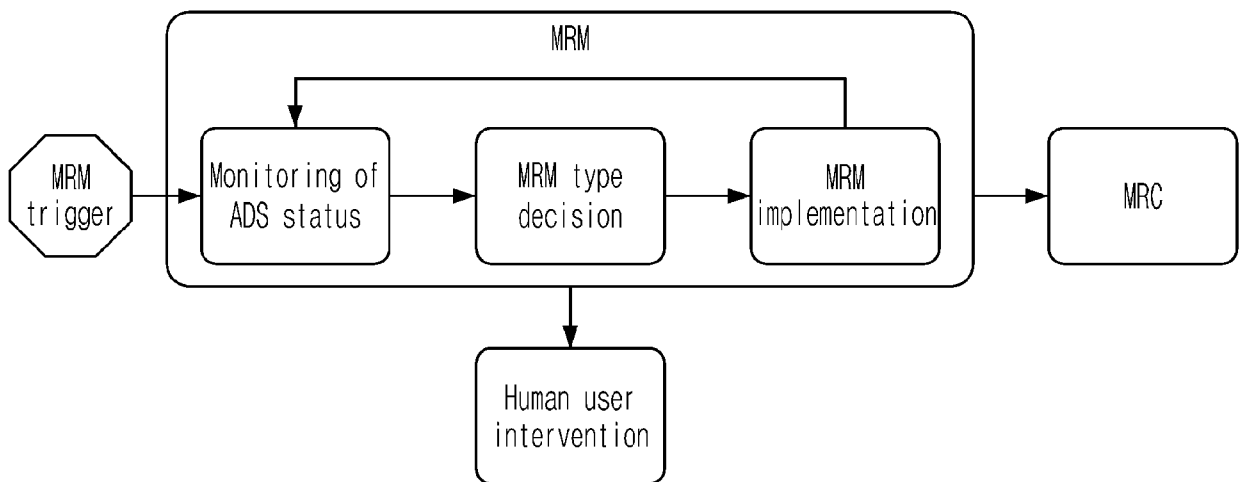 MRM
MRM
trigger
Monitoring of
ADS status
MRM type
decision
MRM
implementation
MRC
Human user
intervention